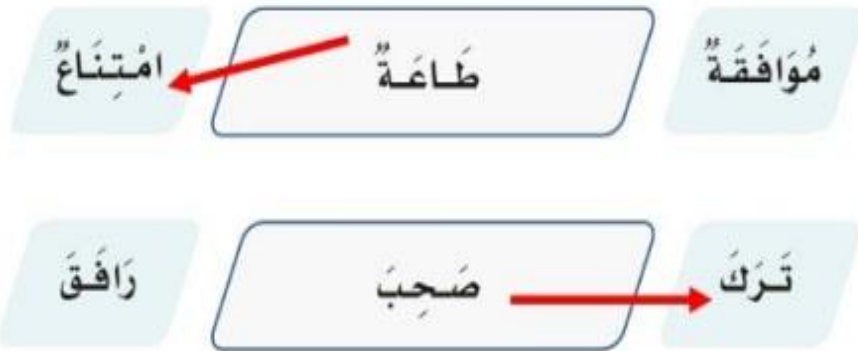 مُوَافَقَةٌ طَاعَةٌ امْتِنَاعٌ
تَرَكَ صَحِبَ رَافَقَ